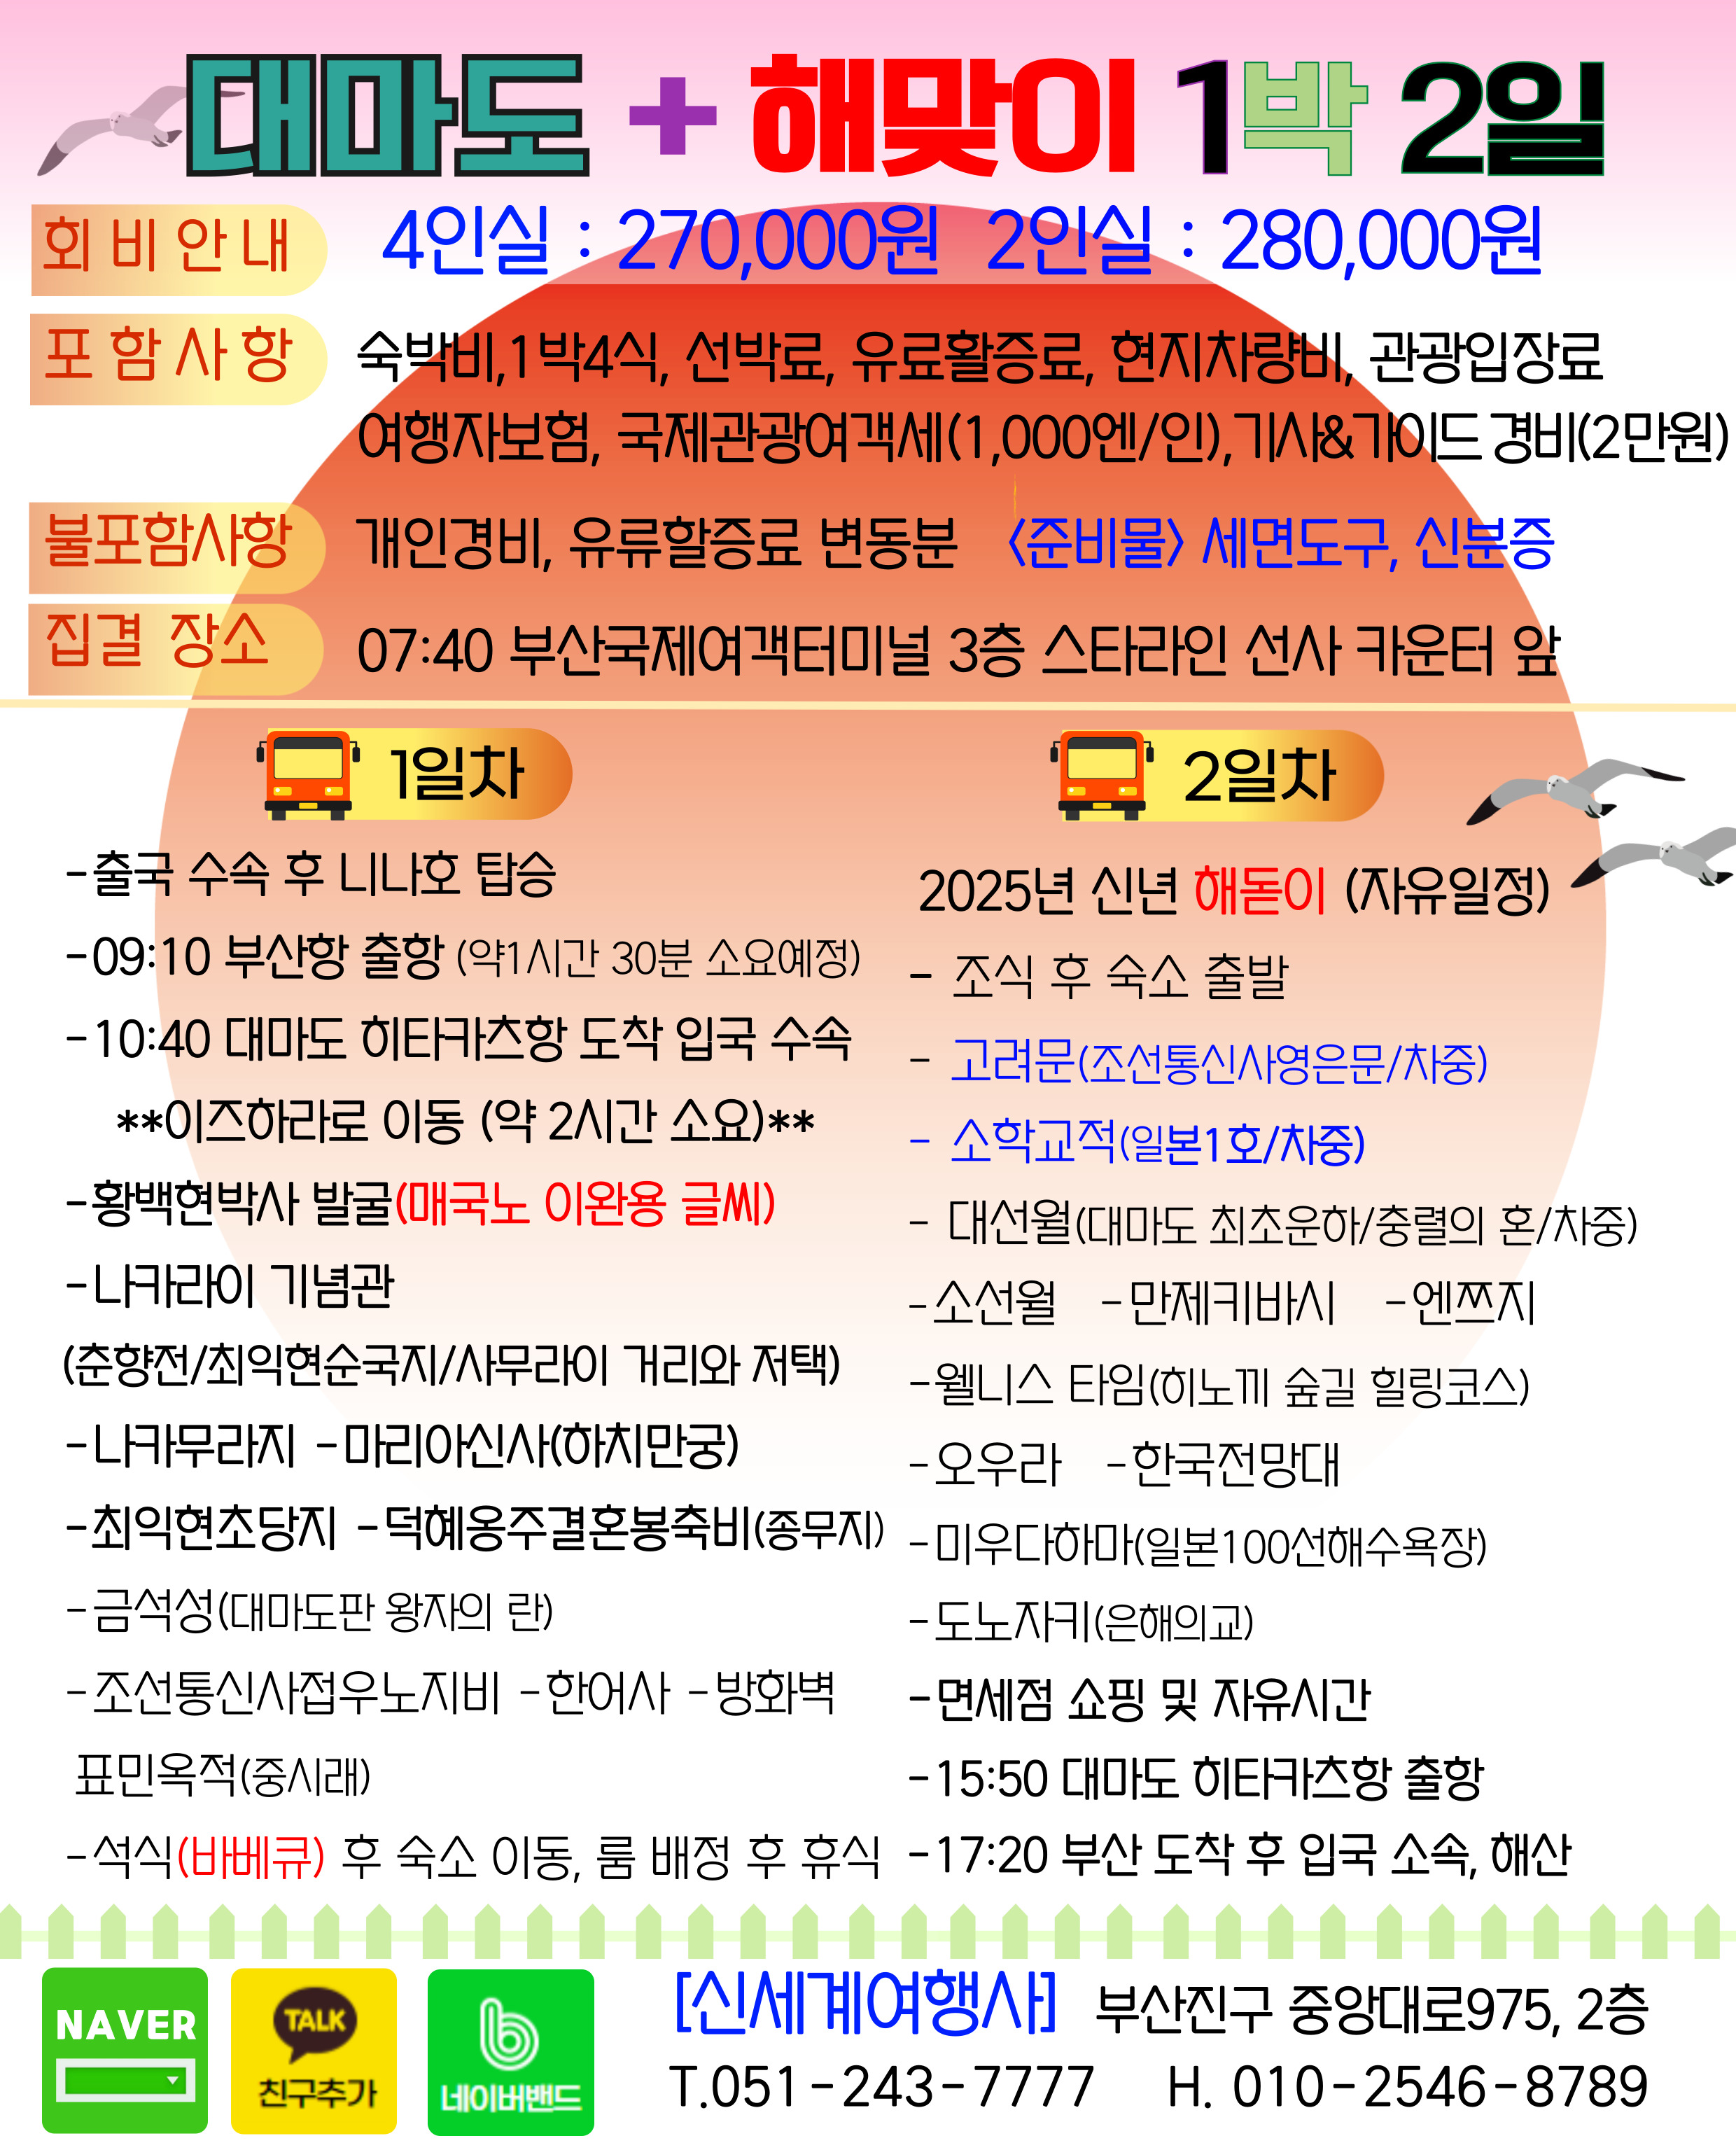 대마도 + 해맞이 1박 2일
회비안내 4인실 : 270,000원 2인실 : 280,000원
포함사항 숙박비,1박4식, 선박료, 유료활증료, 현지차량비, 관광입장료
여행자보험, 국제관광여객세(1,000엔/인),기사&가이드 경비(2만원)
불포함사항 개인경비, 유류할증료 변동분 <준비물> 세면도구, 신분증
집결 장소 07:40 부산국제여객터미널 3층 스타라인 선사 카운터 앞
1일차
-출국 수속 후 니나호 탑승
-09:10 부산항 출항 (약1시간 30분 소요예정)
-10:40 대마도 히타카츠항 도착 입국 수속
**이즈하라로 이동 (약 2시간 소요)**
-황백현박사 발굴(매국노 이완용 글씨)
-나카라이 기념관
(춘향전/최익현순국지/사무라이 거리와 저택)
-나카무라지 -마리아신사(하치만궁)
-최익현초당지 -덕혜옹주결혼봉축비(종무지)
-금석성(대마도판 왕자의 란)
-조선통신사접우노지비 -한어사 -방화벽
표민옥적(중시래)
-석식(바베큐) 후 숙소 이동, 룸 배정 후 휴식
2일차
2025년 신년 해돋이 (자유일정)
- 조식 후 숙소 출발
- 고려문(조선통신사영은문/차중)
- 소학교적(일본1호/차중)
- 대선월(대마도 최초운하/충렬의 혼/차중)
-소선월 -만제키바시 -엔쯔지
-웰니스 타임(히노끼 숲길 힐링코스)
-오우라 -한국전망대
-미우다하마(일본100선해수욕장)
-도노자키(은해의교)
-면세점 쇼핑 및 자유시간
-15:50 대마도 히타카츠항 출항
-17:20 부산 도착 후 입국 소속, 해산
NAVER
TALK
친구추가
네이버밴드
[신세계여행사] 부산진구 중앙대로975, 2층
T.051-243-7777 H. 010-2546-8789